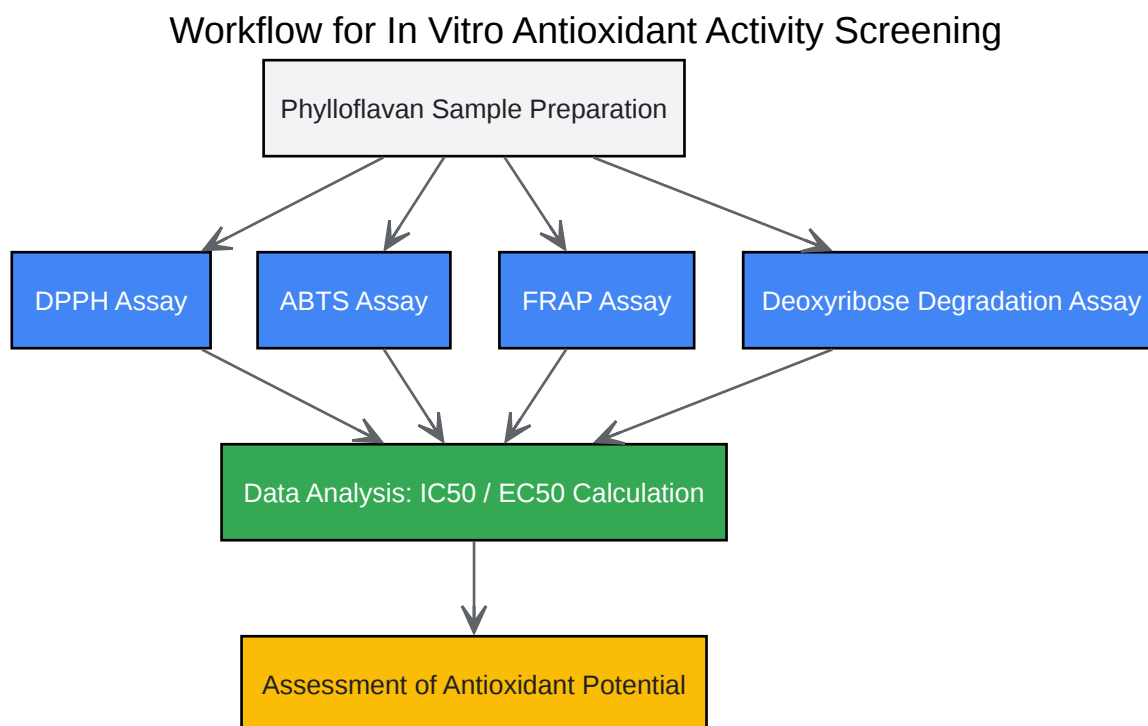 Workflow for In Vitro Antioxidant Activity Screening
Phylloflavan Sample Preparation
DPPH Assay
ABTS Assay
FRAP Assay
Deoxyribose Degradation Assay
Data Analysis: IC50 / EC50 Calculation
Assessment of Antioxidant Potential